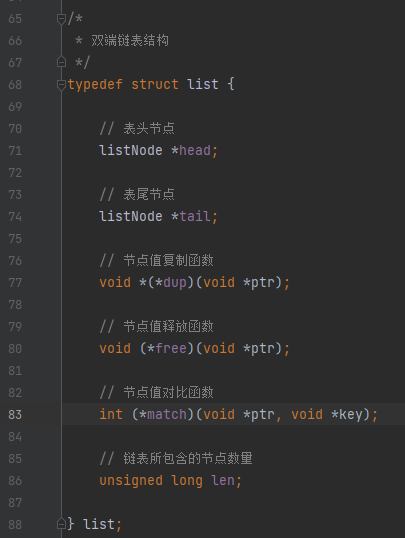 65 /*
66 * 双端链表结构
67 */
68 typedef struct list {
69
70 // 表头节点
71 listNode *head;
72
73 // 表尾节点
74 listNode *tail;
75
76 // 节点值复制函数
77 void *(*dup)(void *ptr);
78
79 // 节点值释放函数
80 void (*free)(void *ptr);
81
82 // 节点值对比函数
83 int (*match)(void *ptr, void *key);
84
85 // 链表所包含的节点数量
86 unsigned long len;
87
88 } list;